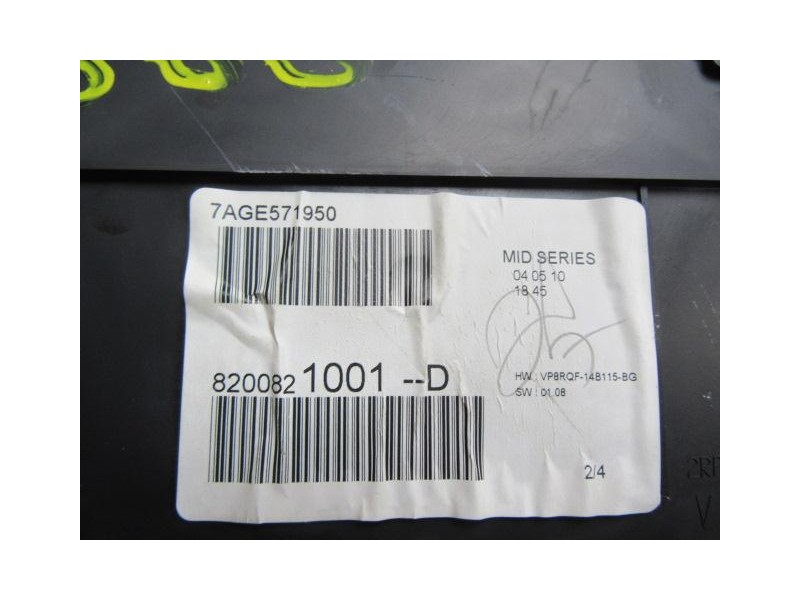 7AGE571950
MID SERIES
04 05 10
18 45
8200821001 --D
HW : VP8RQF-14B115-BG
SW : 01.08
2/4